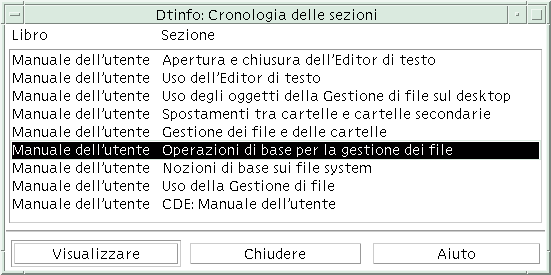 Dtinfo: Cronologia delle sezioni
Libro Sezione
Manuale dell'utente Apertura e chiusura dell'Editor di testo
Manuale dell'utente Uso dell'Editor di testo
Manuale dell'utente Uso degli oggetti della Gestione di file sul desktop
Manuale dell'utente Spostamenti tra cartelle e cartelle secondarie
Manuale dell'utente Gestione dei file e delle cartelle
Manuale dell'utente Operazioni di base per la gestione dei file
Manuale dell'utente Nozioni di base sui file system
Manuale dell'utente Uso della Gestione di file
Manuale dell'utente CDE: Manuale dell'utente
Visualizzare Chiudere Aiuto